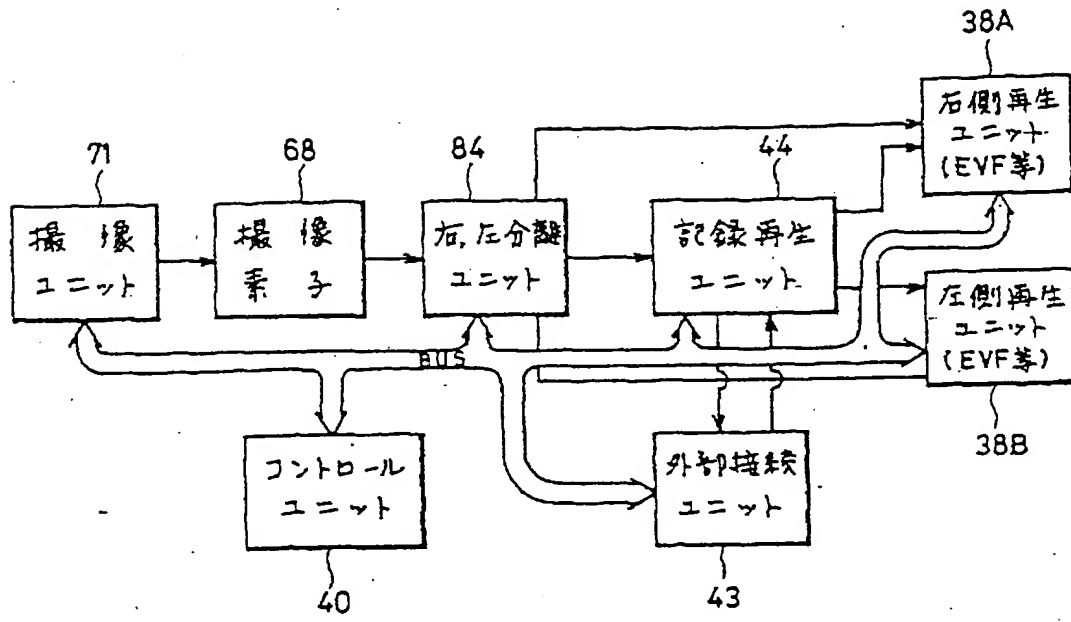 38A
右側再生
ユニット
(EVF等)
71
68
84
44
撮像
ユニット
撮像
素子
右,左分離
ユニット
記録再生
ユニット
左側再生
ユニット
(EVF等)
38B
BUS
コントロール
ユニット
40
外部接続
ユニット
43